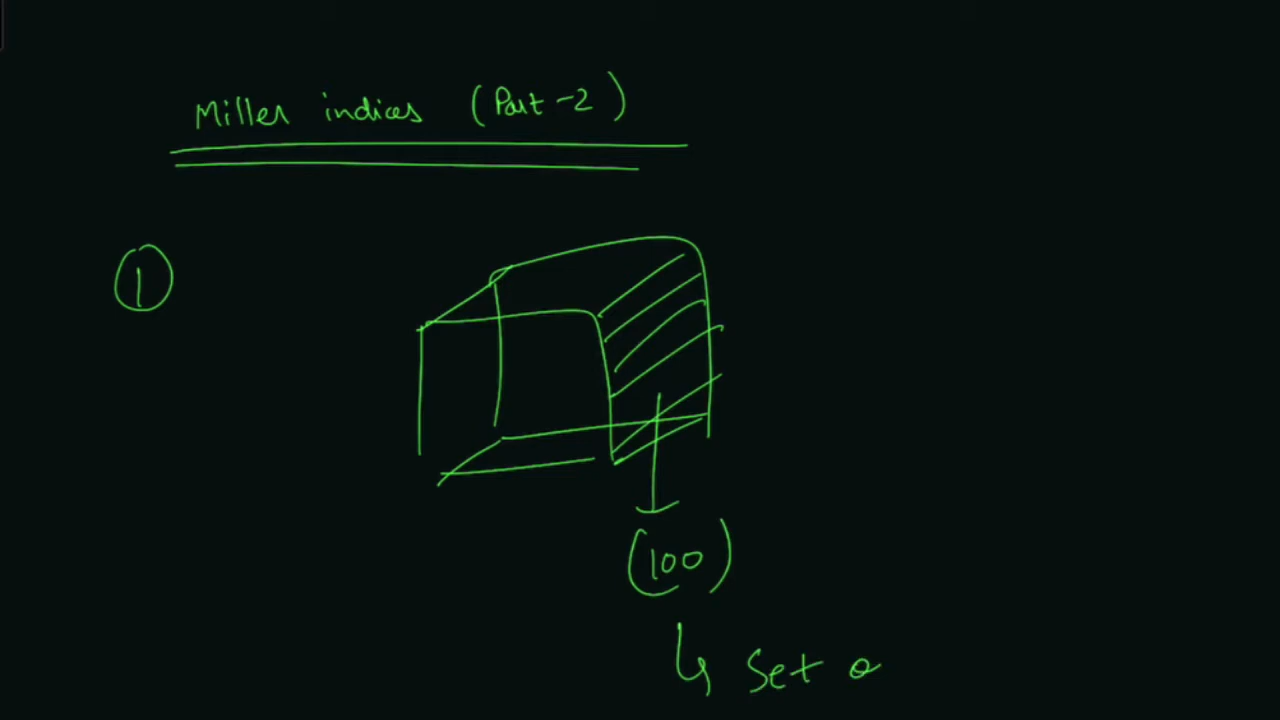 Miller indices (Part-2)
1
(100)
↳ Set o